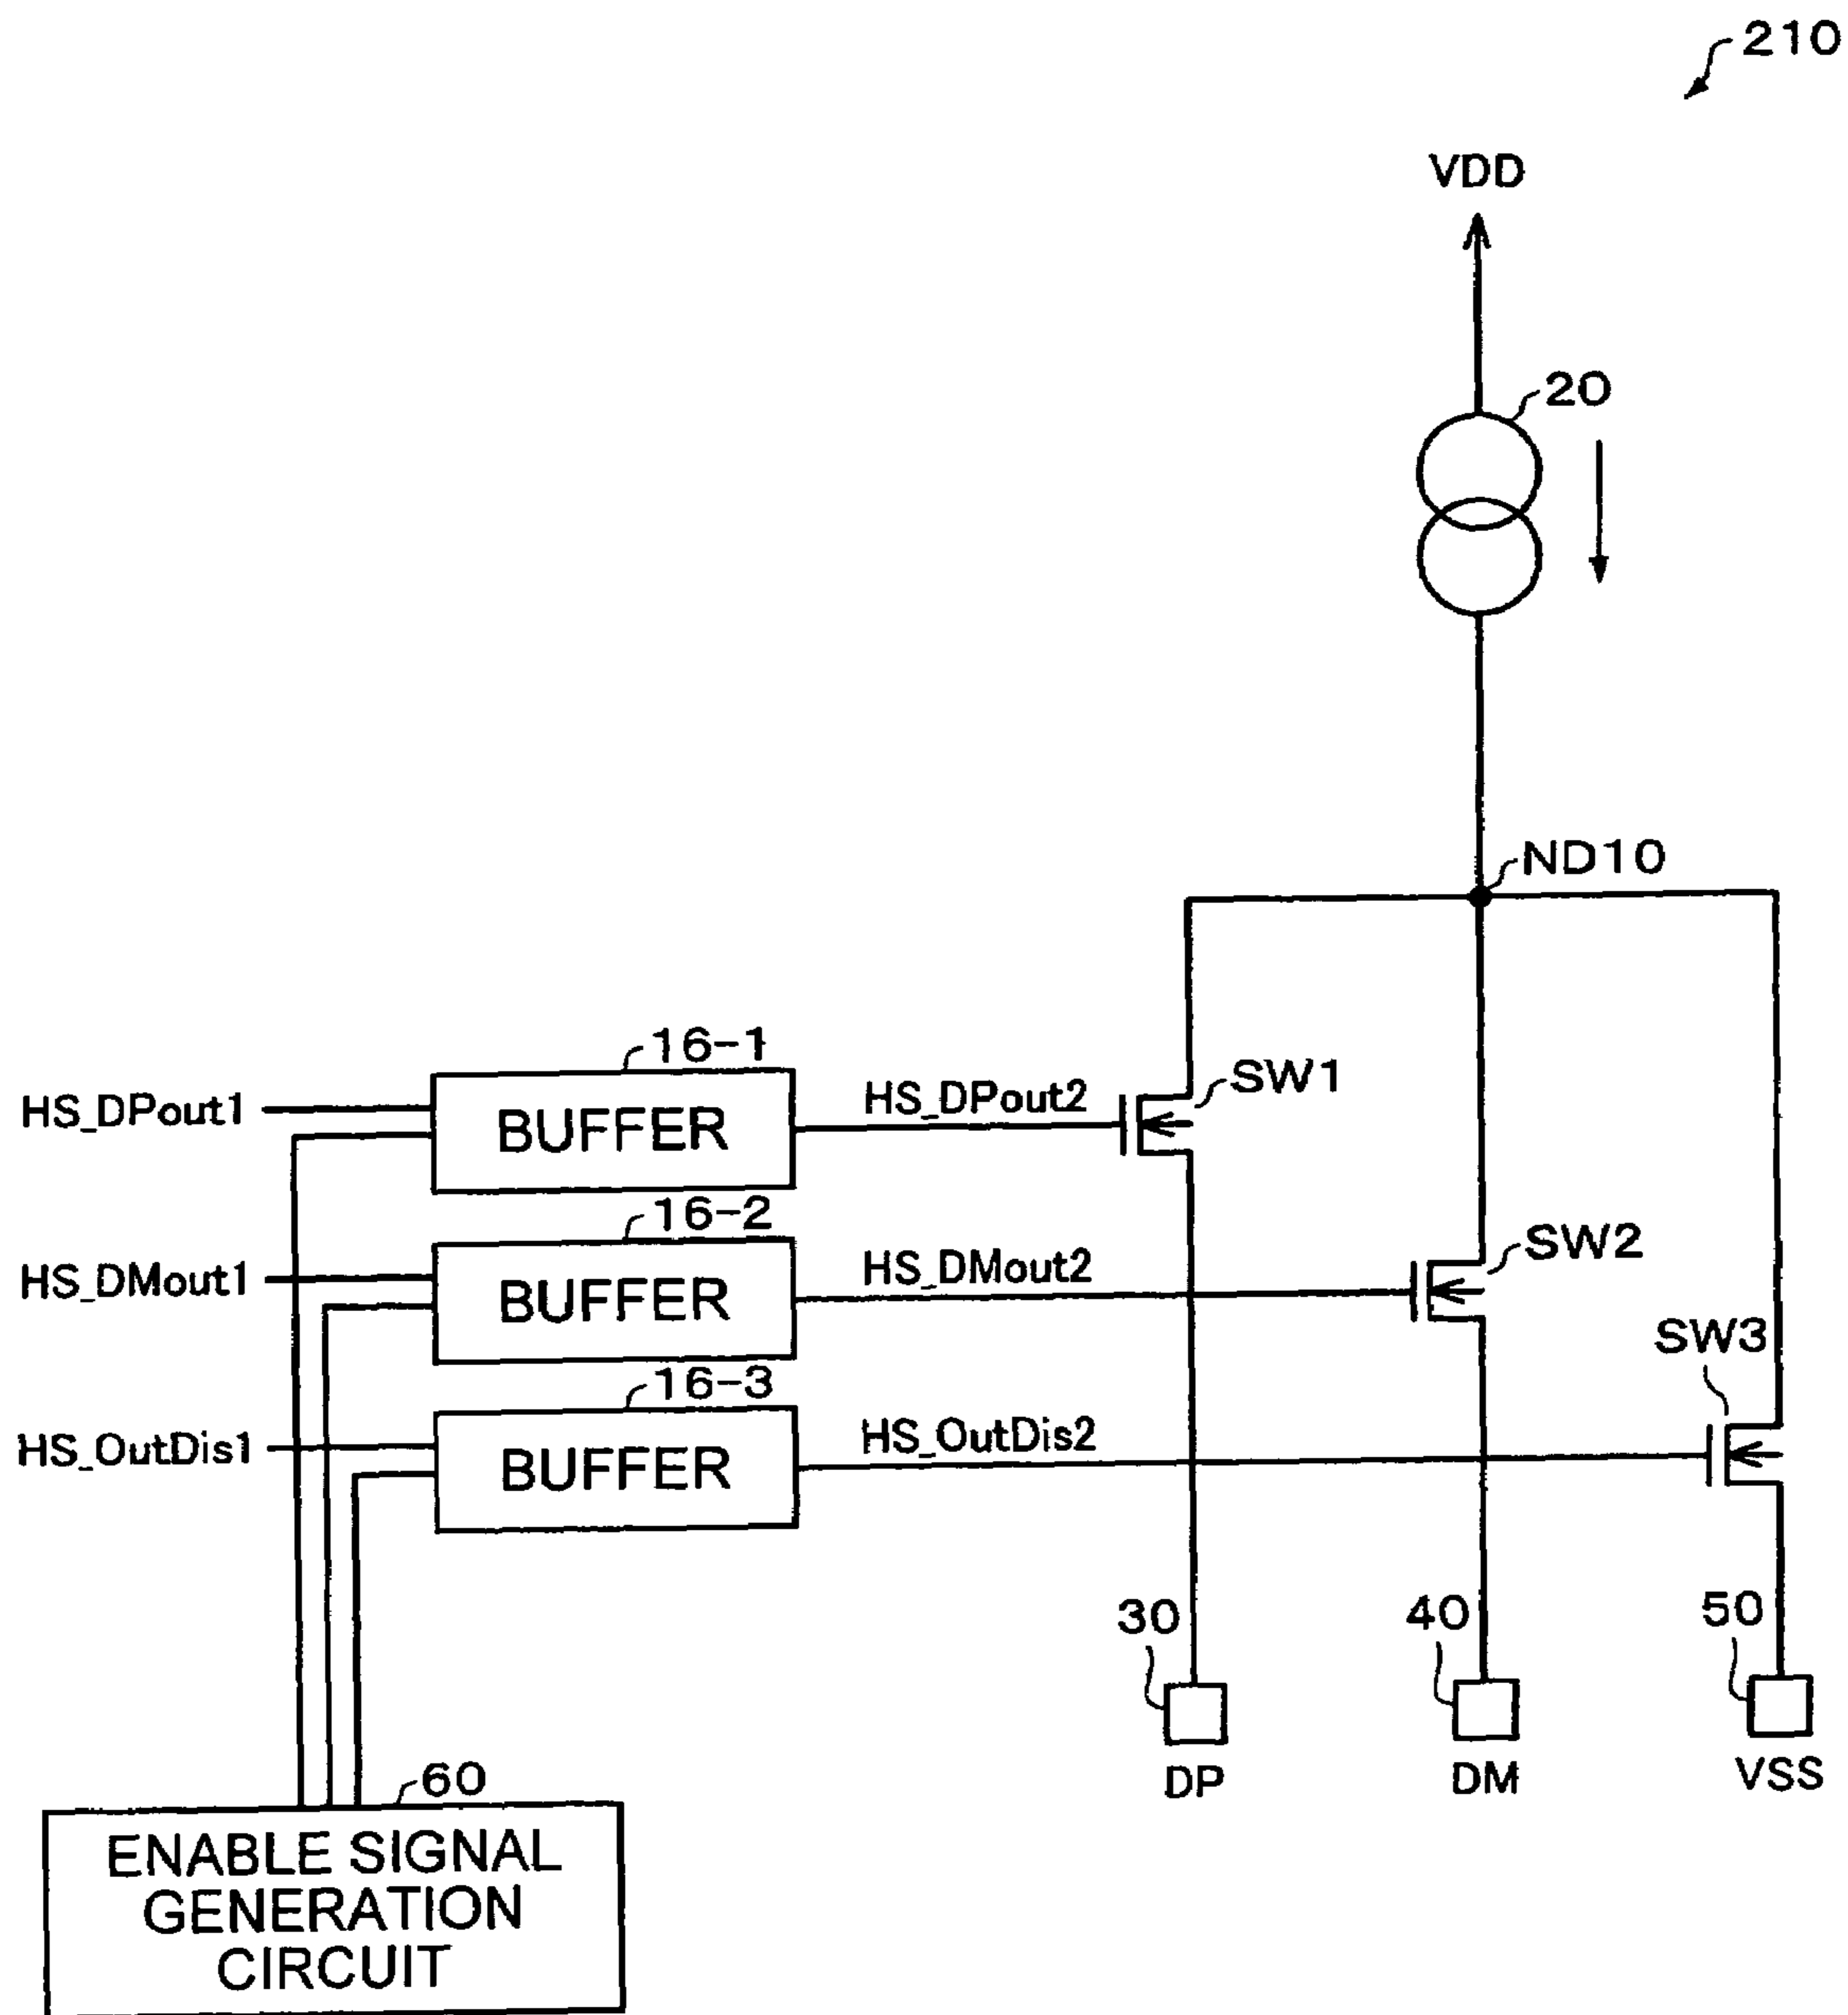 210
VDD
20
ND10
16-1
SW1
HS_DPout1
BUFFER
HS_DPout2
16-2
SW2
HS_DMout1
BUFFER
HS_DMout2
16-3
SW3
HS_OutDis1
BUFFER
HS_OutDis2
30
40
50
DP
DM
VSS
60
ENABLE SIGNAL
GENERATION
CIRCUIT